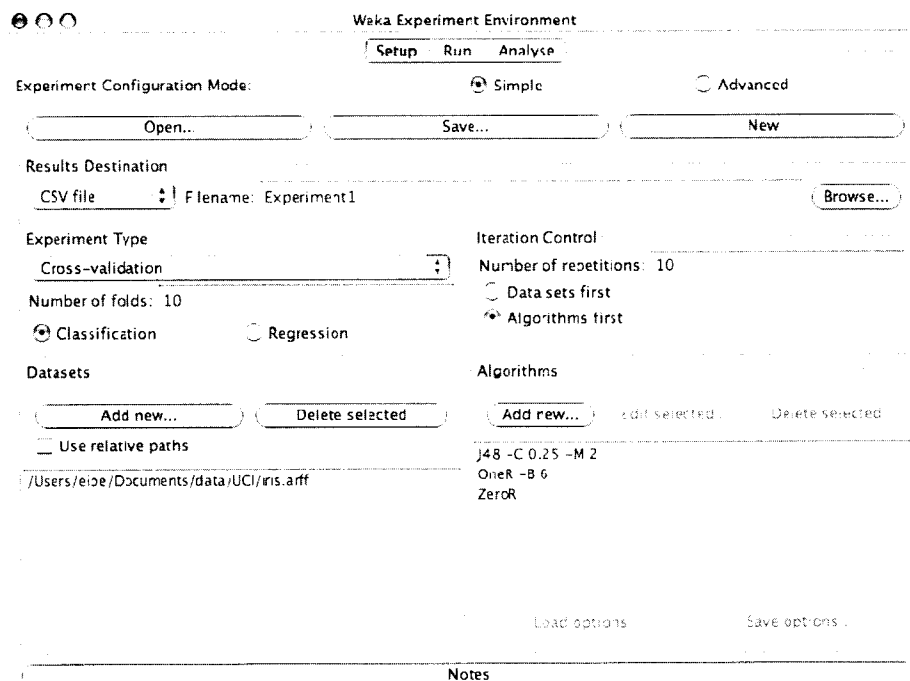 Weka Experiment Environment
Setup Run Analyse
Experiment Configuration Mode: Simple Advanced
Open... Save... New
Results Destination
CSV file Filename: Experiment1 Browse...
Experiment Type
Cross-validation
Number of folds: 10
Classification Regression
Iteration Control
Number of repetitions: 10
Data sets first
Algorithms first
Datasets
Add new... Delete selected
Use relative paths
/Users/eibe/Documents/data/UCI/iris.arff
Algorithms
Add new... Edit selected... Delete selected
J48 -C 0.25 -M 2
OneR -B 6
ZeroR
Load options... Save options...
Notes